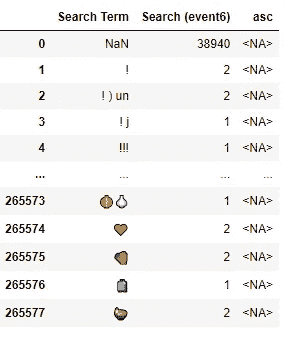 Search Term Search (event6) asc
0 NaN 38940 <NA>
1 ! 2 <NA>
2 ! ) un 2 <NA>
3 ! j 1 <NA>
4 !!! 1 <NA>
... ... ... ...
265573 1 <NA>
265574 2 <NA>
265575 2 <NA>
265576 1 <NA>
265577 2 <NA>